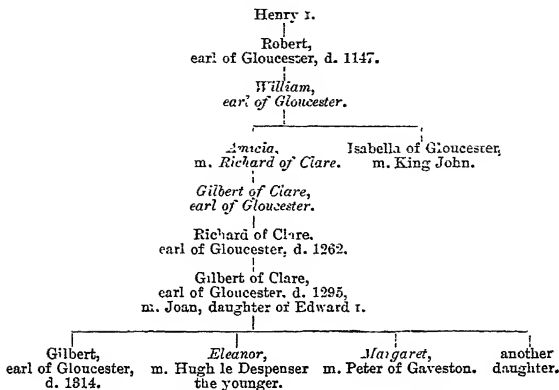 Henry I.
Robert,
earl of Gloucester, d. 1147.
William,
earl of Gloucester.
Amicia,
m. Richard of Clare.
Isabella of Gloucester,
m. King John.
Gilbert of Clare,
earl of Gloucester.
Richard of Clare.
earl of Gloucester, d. 1262.
Gilbert of Clare,
earl of Gloucester. d. 1295,
m. Joan, daughter of Edward I.
Gilbert,
earl of Gloucester,
d. 1314.
Eleanor,
m. Hugh le Despenser
the younger.
Margaret,
m. Peter of Gaveston.
another
daughter.